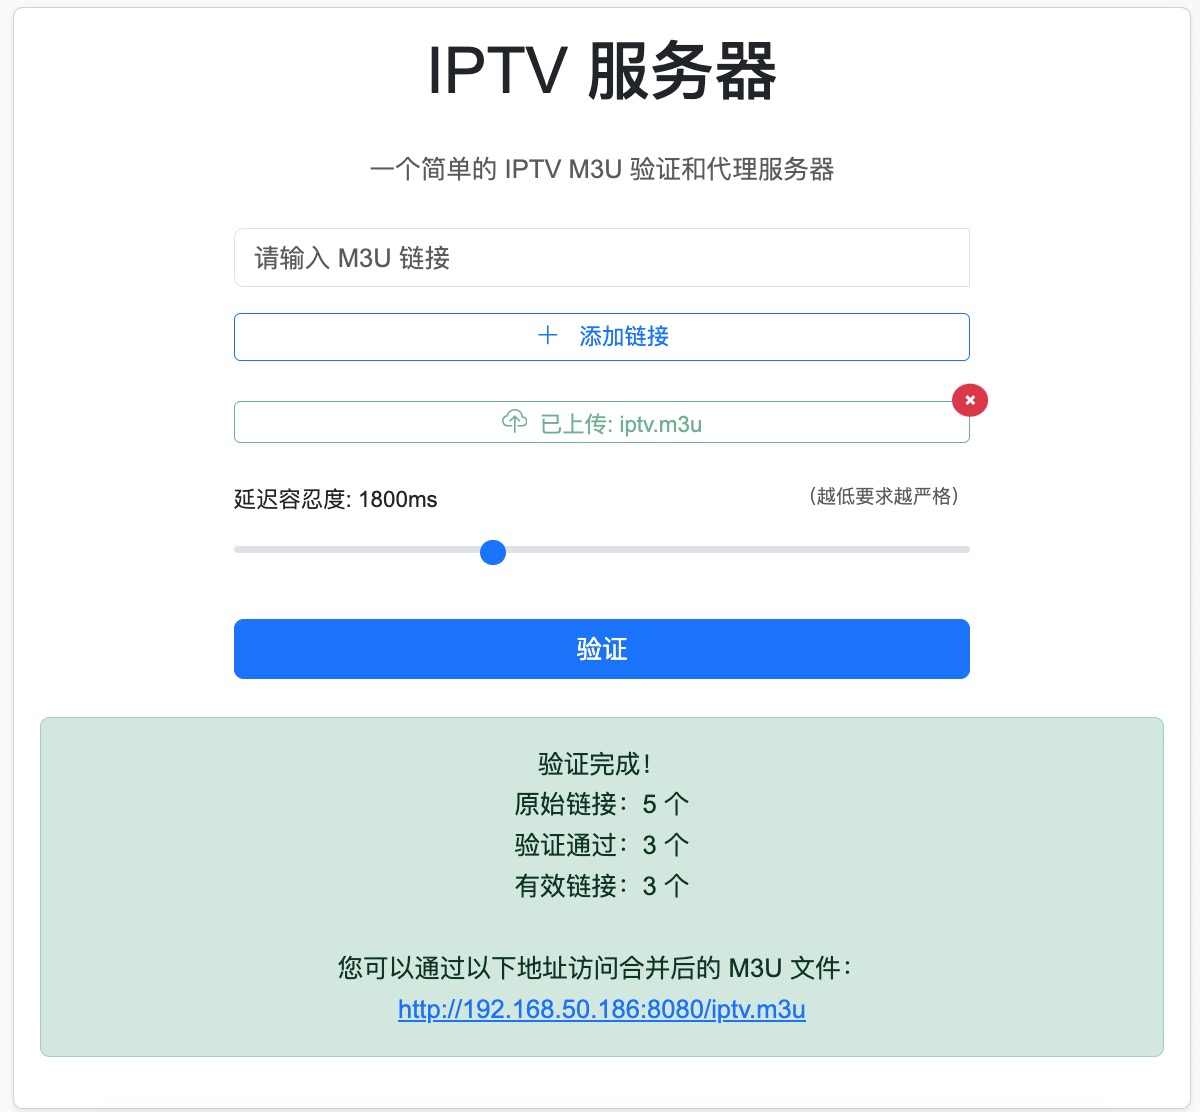 IPTV 服务器
一个简单的 IPTV M3U 验证和代理服务器
请输入 M3U 链接
添加链接
已上传: iptv.m3u
延迟容忍度: 1800ms
（越低要求越严格）
验证
验证完成！
原始链接：5 个
验证通过：3 个
有效链接：3 个
您可以通过以下地址访问合并后的 M3U 文件：
http://192.168.50.186:8080/iptv.m3u